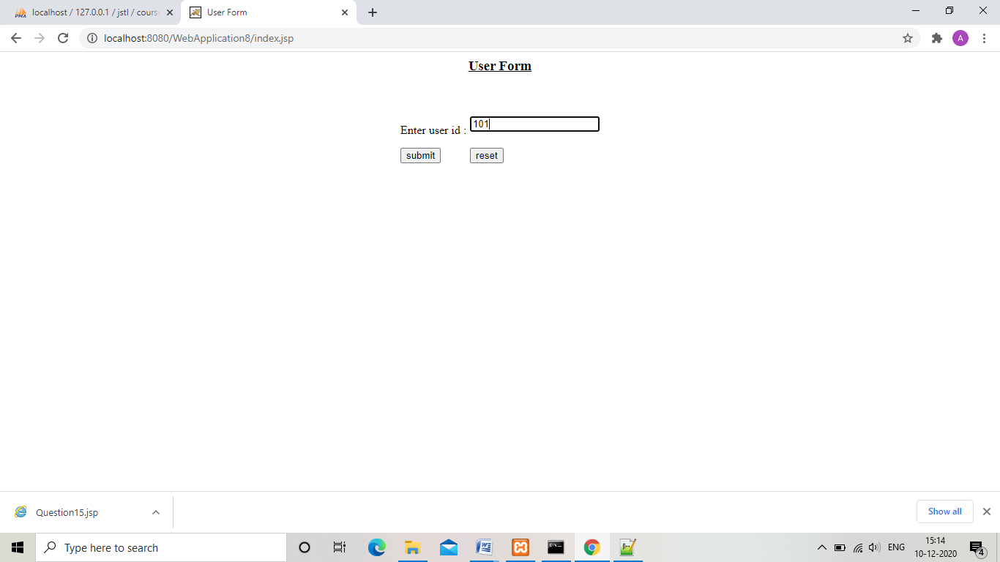 localhost / 127.0.0.1 / jstl / cours
User Form
localhost:8080/WebApplication8/index.jsp
A
User Form
Enter user id : 101
submit reset
Question15.jsp
Show all
Type here to search
ENG
15:14
10-12-2020
4